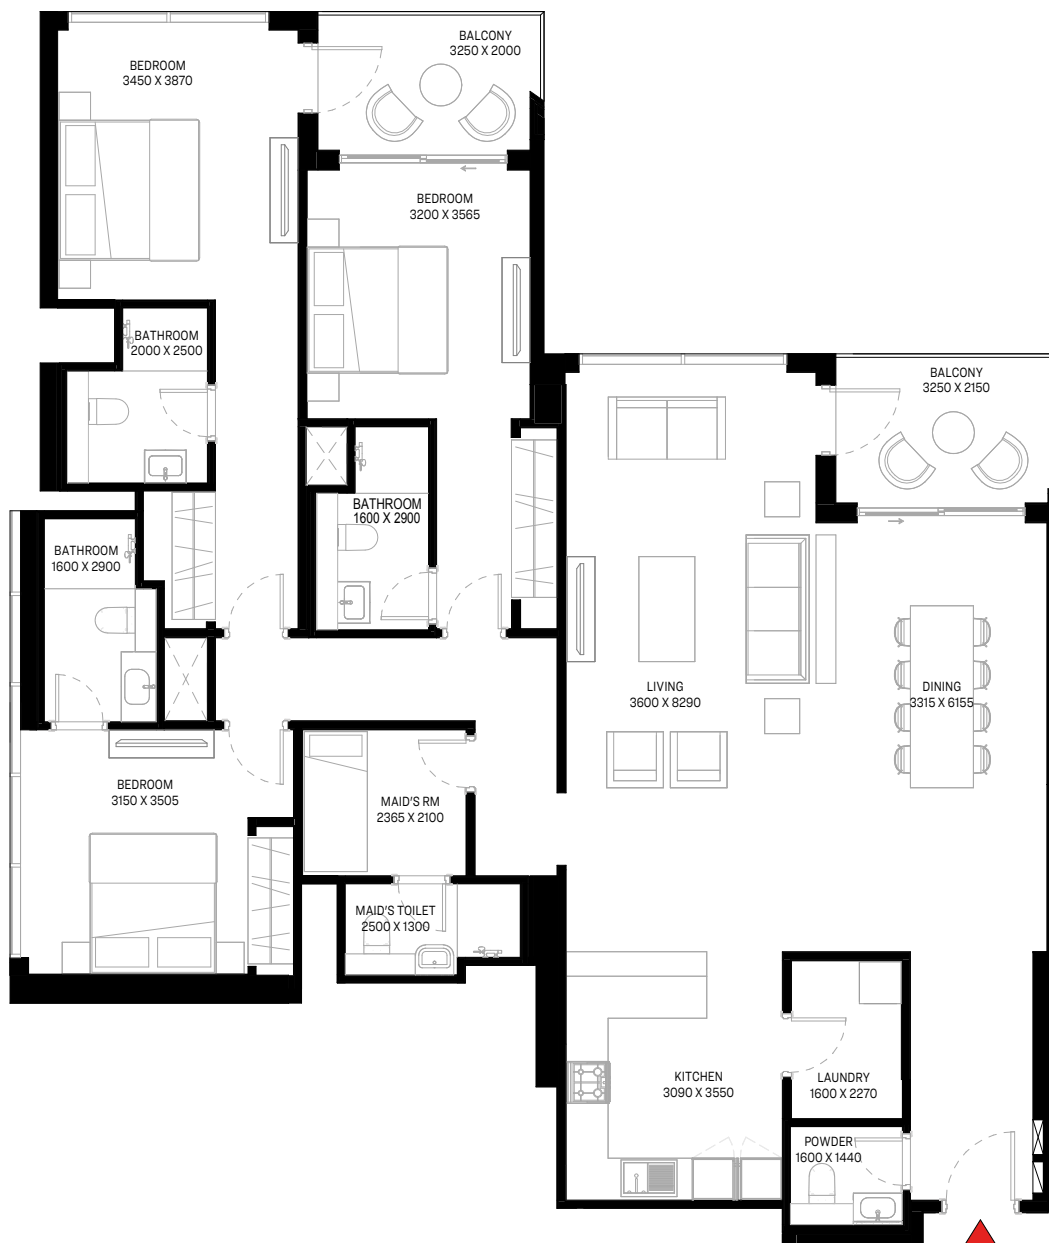 BALCONY
3250 X 2000
BEDROOM
3450 X 3870
BEDROOM
3200 X 3565
BATHROOM
2000 X 2500
BALCONY
3250 X 2150
BATHROOM
1600 X 2900
BATHROOM
1600 X 2900
LIVING
3600 X 8290
DINING
3315 X 6155
BEDROOM
3150 X 3505
MAID'S RM
2365 X 2100
MAID'S TOILET
2500 X 1300
KITCHEN
3090 X 3550
LAUNDRY
1600 X 2270
POWDER
1600 X 1440